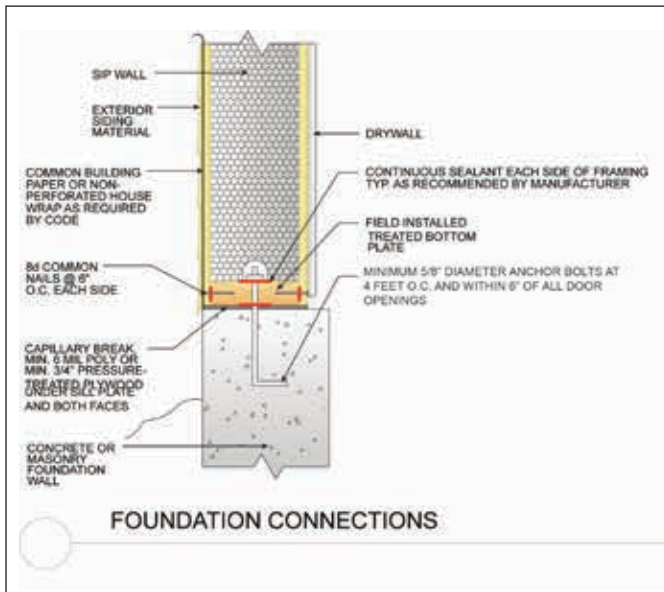 SIP WALL
EXTERIOR
SIDING
MATERIAL
COMMON BUILDING
PAPER OR NON-
PERFORATED HOUSE
WRAP AS REQUIRED
BY CODE
8d COMMON
NAILS @ 6"
O.C. EACH SIDE
CAPILLARY BREAK,
MIN. 6 MIL POLY OR
MIN. 3/4" PRESSURE-
TREATED PLYWOOD
UNDER SILL PLATE
AND BOTH FACES
CONCRETE OR
MASONRY
FOUNDATION
WALL
DRYWALL
CONTINUOUS SEALANT EACH SIDE OF FRAMING
TYP. AS RECOMMENDED BY MANUFACTURER
FIELD INSTALLED
TREATED BOTTOM
PLATE
MINIMUM 5/8" DIAMETER ANCHOR BOLTS AT
4 FEET O.C. AND WITHIN 6" OF ALL DOOR
OPENINGS
FOUNDATION CONNECTIONS